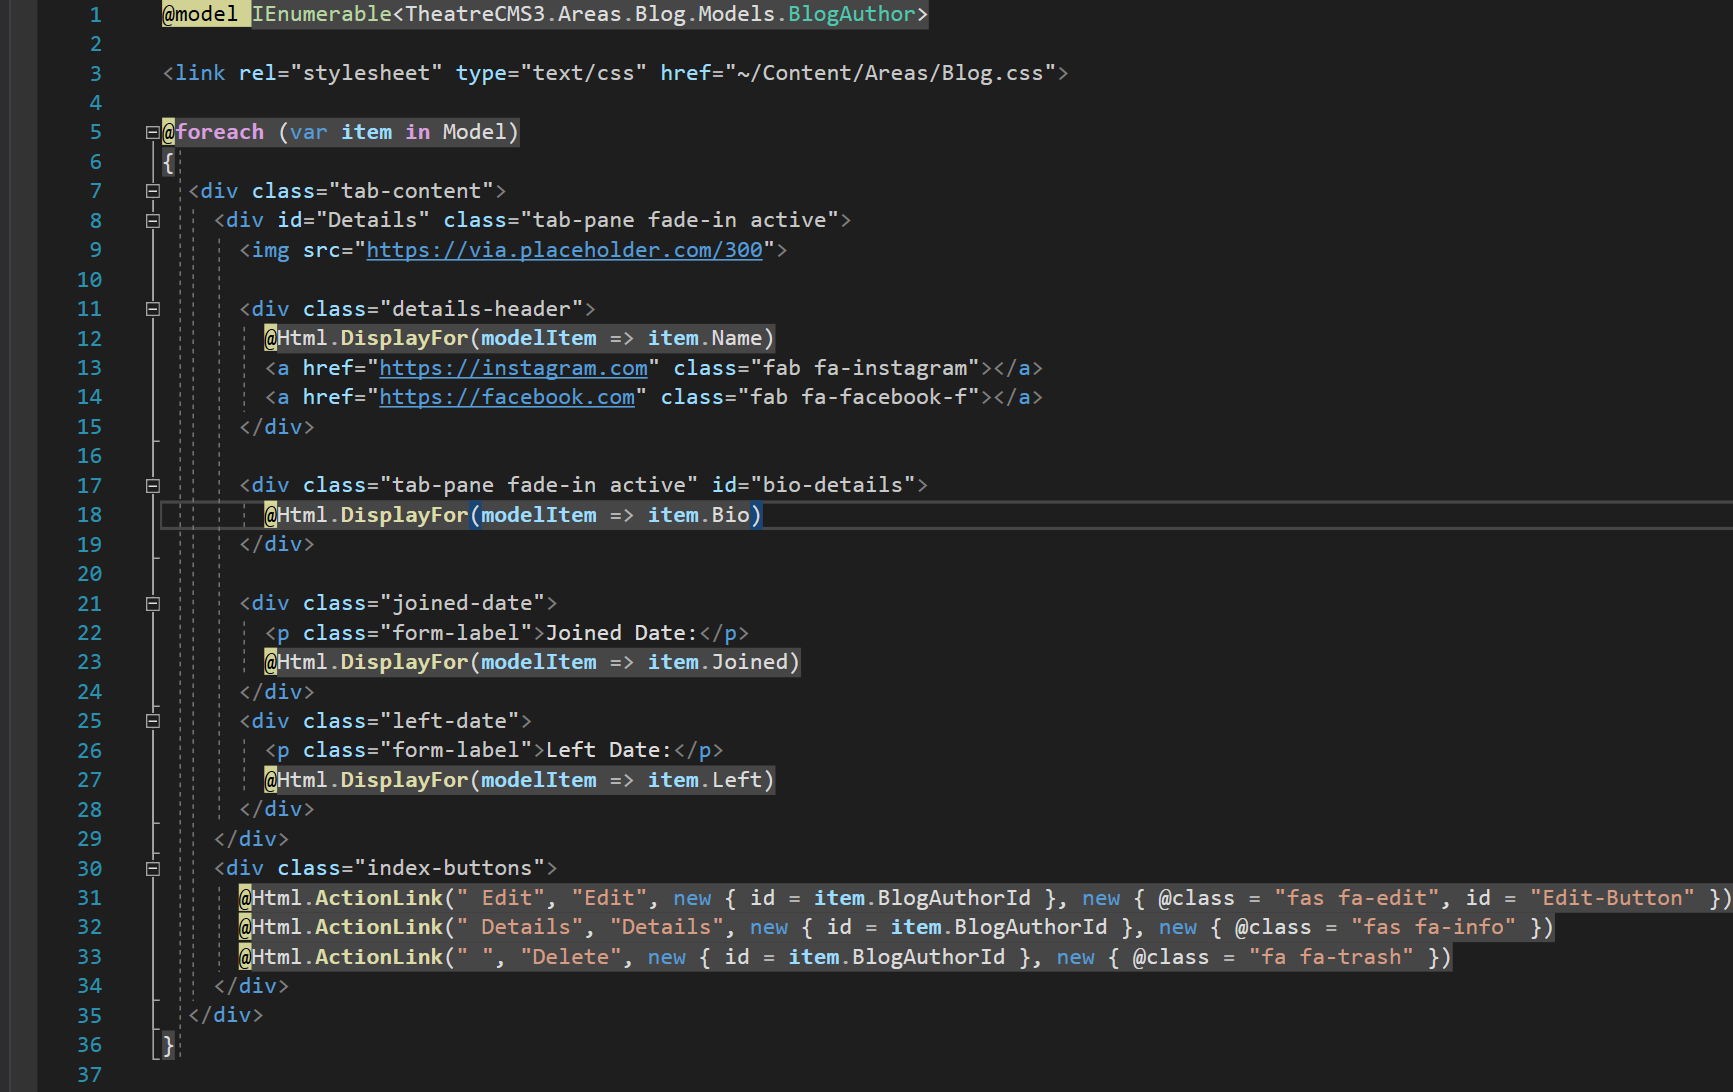 1 @model IEnumerable<TheatreCMS3.Areas.Blog.Models.BlogAuthor>
2
3 <link rel="stylesheet" type="text/css" href="~/Content/Areas/Blog.css">
4
5 @foreach (var item in Model)
6 {
7   <div class="tab-content">
8     <div id="Details" class="tab-pane fade-in active">
9       <img src="https://via.placeholder.com/300">
10
11       <div class="details-header">
12         @Html.DisplayFor(modelItem => item.Name)
13         <a href="https://instagram.com" class="fab fa-instagram"></a>
14         <a href="https://facebook.com" class="fab fa-facebook-f"></a>
15       </div>
16
17       <div class="tab-pane fade-in active" id="bio-details">
18         @Html.DisplayFor(modelItem => item.Bio)
19       </div>
20
21       <div class="joined-date">
22         <p class="form-label">Joined Date:</p>
23         @Html.DisplayFor(modelItem => item.Joined)
24       </div>
25       <div class="left-date">
26         <p class="form-label">Left Date:</p>
27         @Html.DisplayFor(modelItem => item.Left)
28       </div>
29     </div>
30     <div class="index-buttons">
31       @Html.ActionLink(" Edit", "Edit", new { id = item.BlogAuthorId }, new { @class = "fas fa-edit", id = "Edit-Button" })
32       @Html.ActionLink(" Details", "Details", new { id = item.BlogAuthorId }, new { @class = "fas fa-info" })
33       @Html.ActionLink(" ", "Delete", new { id = item.BlogAuthorId }, new { @class = "fa fa-trash" })
34     </div>
35   </div>
36 }
37